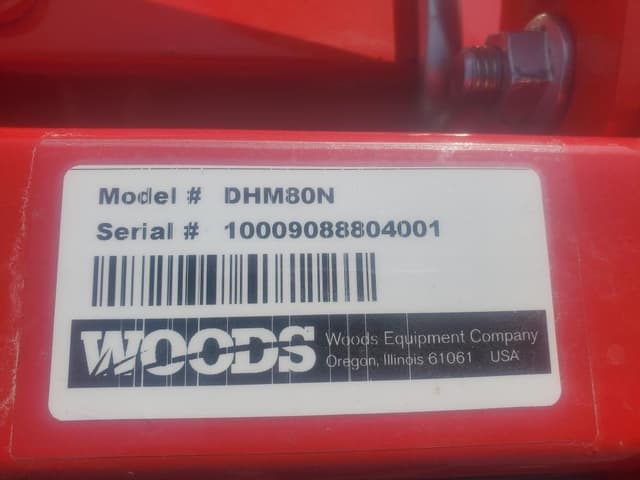 Model # DHM80N
Serial # 10009088804001
WOODS
Woods Equipment Company
Oregon, Illinois 61061 USA